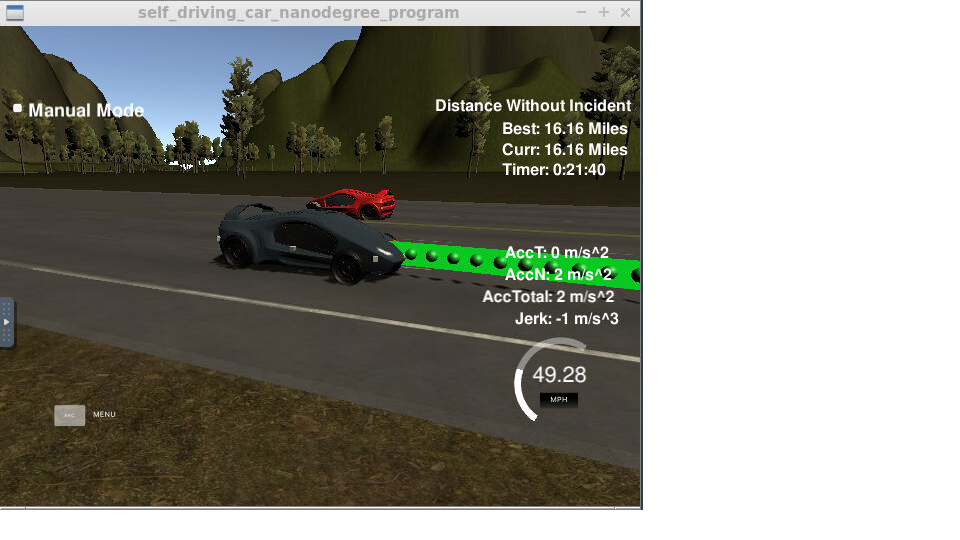 self_driving_car_nanodegree_program
Manual Mode
Distance Without Incident
Best: 16.16 Miles
Curr: 16.16 Miles
Timer: 0:21:40
AccT: 0 m/s^2
AccN: 2 m/s^2
AccTotal: 2 m/s^2
Jerk: -1 m/s^3
49.28
MPH
MENU